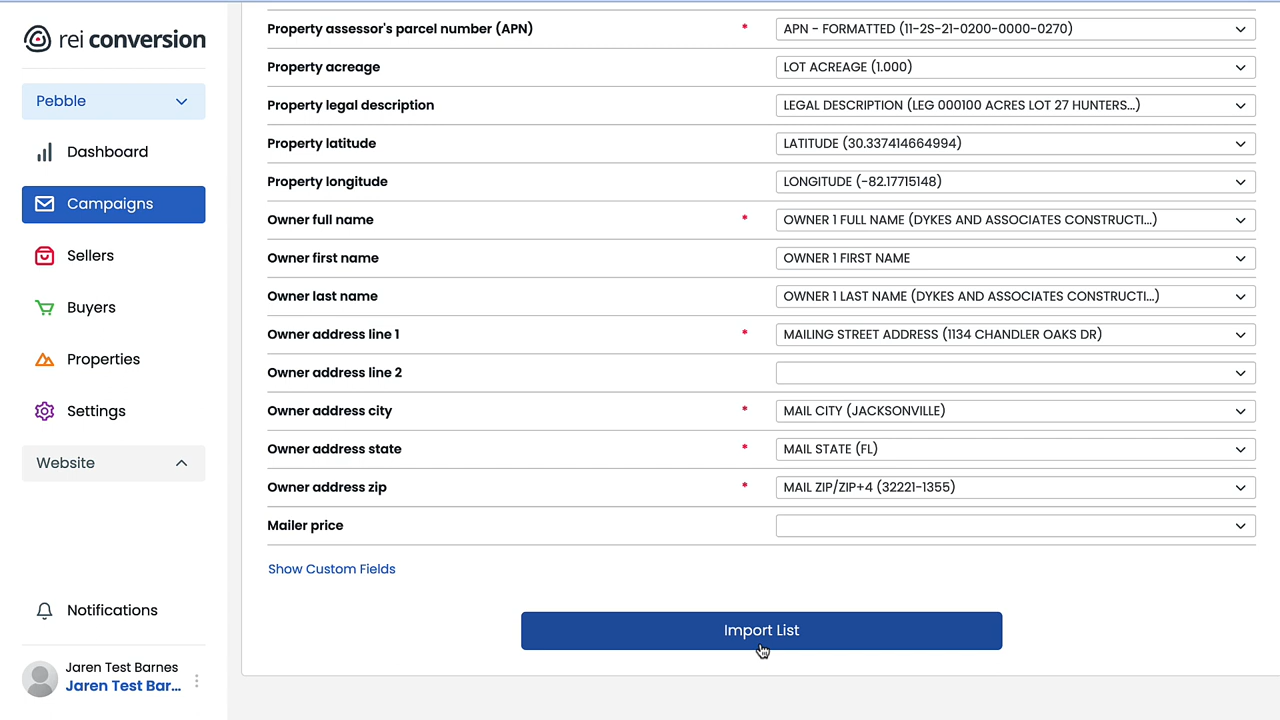 rei conversion
Pebble
Dashboard
Campaigns
Sellers
Buyers
Properties
Settings
Website
Notifications
Jaren Test Barnes
Jaren Test Bar...
Property assessor's parcel number (APN) * APN - FORMATTED (11-2S-21-0200-0000-0270)
Property acreage LOT ACREAGE (1.000)
Property legal description LEGAL DESCRIPTION (LEG 000100 ACRES LOT 27 HUNTERS...)
Property latitude LATITUDE (30.337414664994)
Property longitude LONGITUDE (-82.17715148)
Owner full name * OWNER 1 FULL NAME (DYKES AND ASSOCIATES CONSTRUCTI...)
Owner first name OWNER 1 FIRST NAME
Owner last name OWNER 1 LAST NAME (DYKES AND ASSOCIATES CONSTRUCTI...)
Owner address line 1 * MAILING STREET ADDRESS (1134 CHANDLER OAKS DR)
Owner address line 2
Owner address city * MAIL CITY (JACKSONVILLE)
Owner address state * MAIL STATE (FL)
Owner address zip * MAIL ZIP/ZIP+4 (32221-1355)
Mailer price
Show Custom Fields
Import List